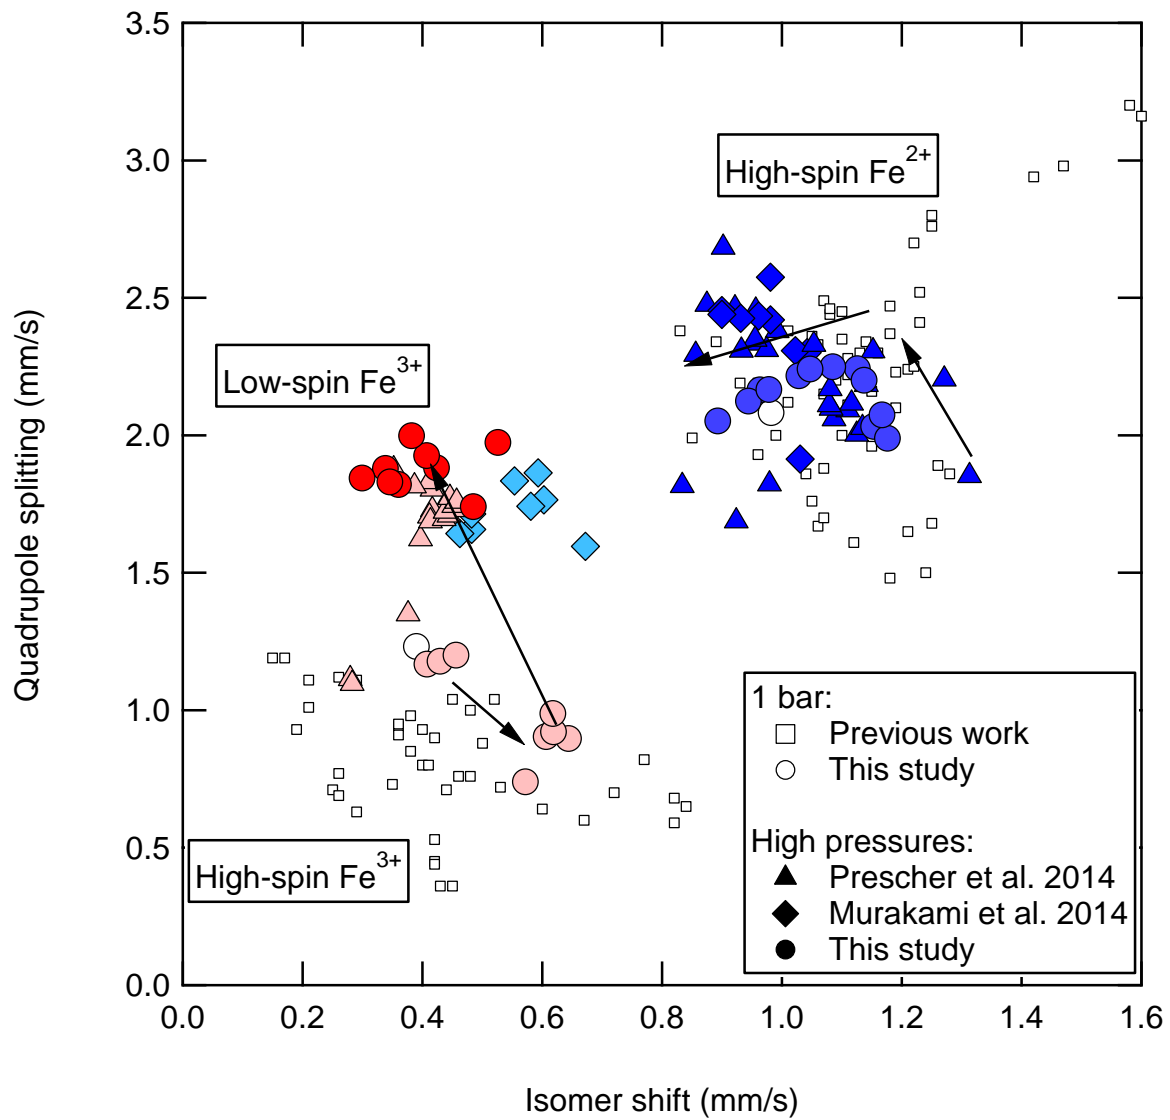 3.5
3.0
2.5
2.0
1.5
1.0
0.5
0.0
Quadrupole splitting (mm/s)
High-spin Fe2+
Low-spin Fe3+
High-spin Fe3+
1 bar:
Previous work
This study
High pressures:
Prescher et al. 2014
Murakami et al. 2014
This study
0.0 0.2 0.4 0.6 0.8 1.0 1.2 1.4 1.6
Isomer shift (mm/s)